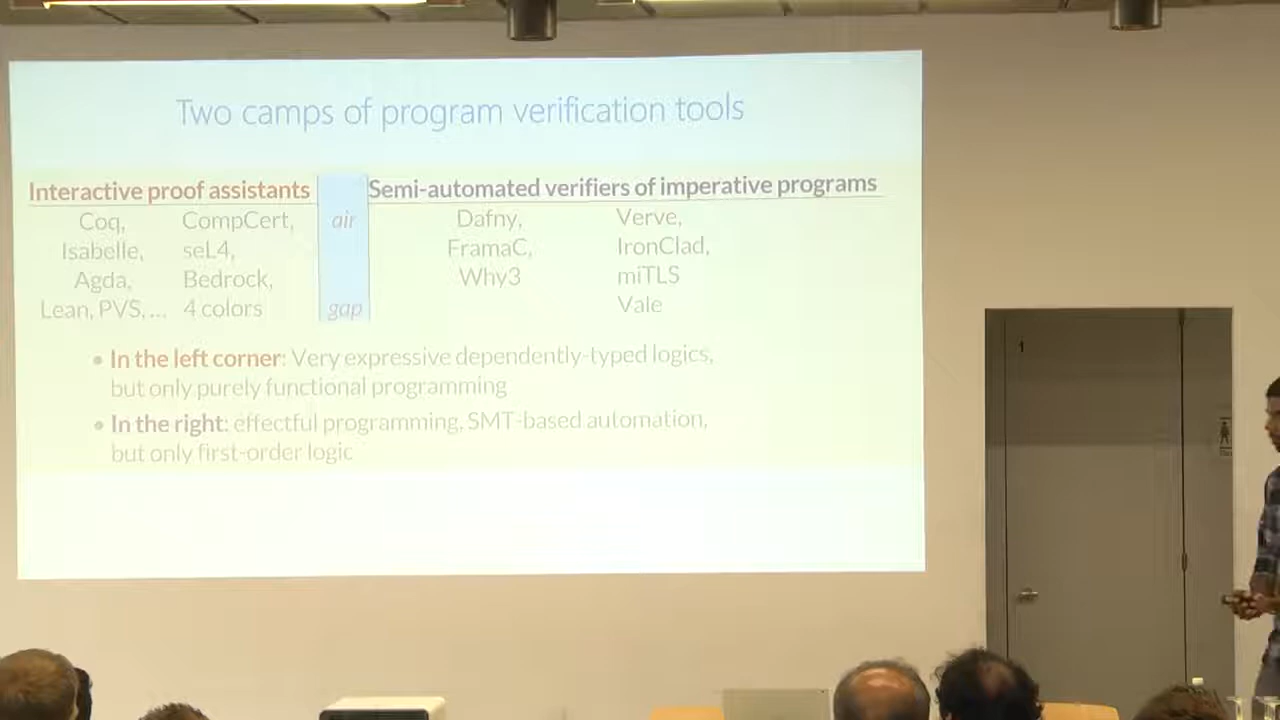 Two camps of program verification tools
Interactive proof assistants Semi-automated verifiers of imperative programs
Coq, CompCert, air Dafny, Verve,
Isabelle, seL4, FramaC, IronClad,
Agda, Bedrock, Why3 miTLS
Lean, PVS, ... 4 colors gap Vale
• In the left corner: Very expressive dependently-typed logics,
but only purely functional programming
• In the right: effectful programming, SMT-based automation,
but only first-order logic
1